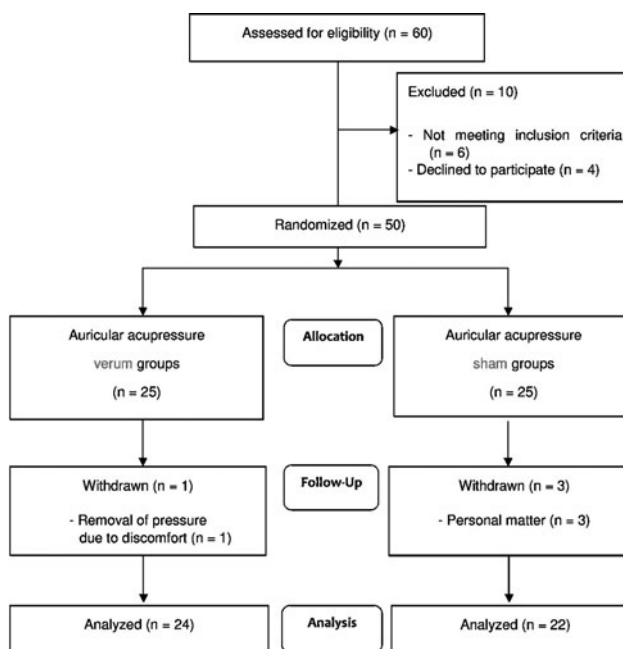 Assessed for eligibility (n = 60)
Excluded (n = 10)
- Not meeting inclusion criteria
(n = 6)
- Declined to participate (n = 4)
Randomized (n = 50)
Auricular acupressure
verum groups
(n = 25)
Allocation
Auricular acupressure
sham groups
(n = 25)
Withdrawn (n = 1)
- Removal of pressure
due to discomfort (n = 1)
Follow-Up
Withdrawn (n = 3)
- Personal matter (n = 3)
Analyzed (n = 24)
Analysis
Analyzed (n = 22)